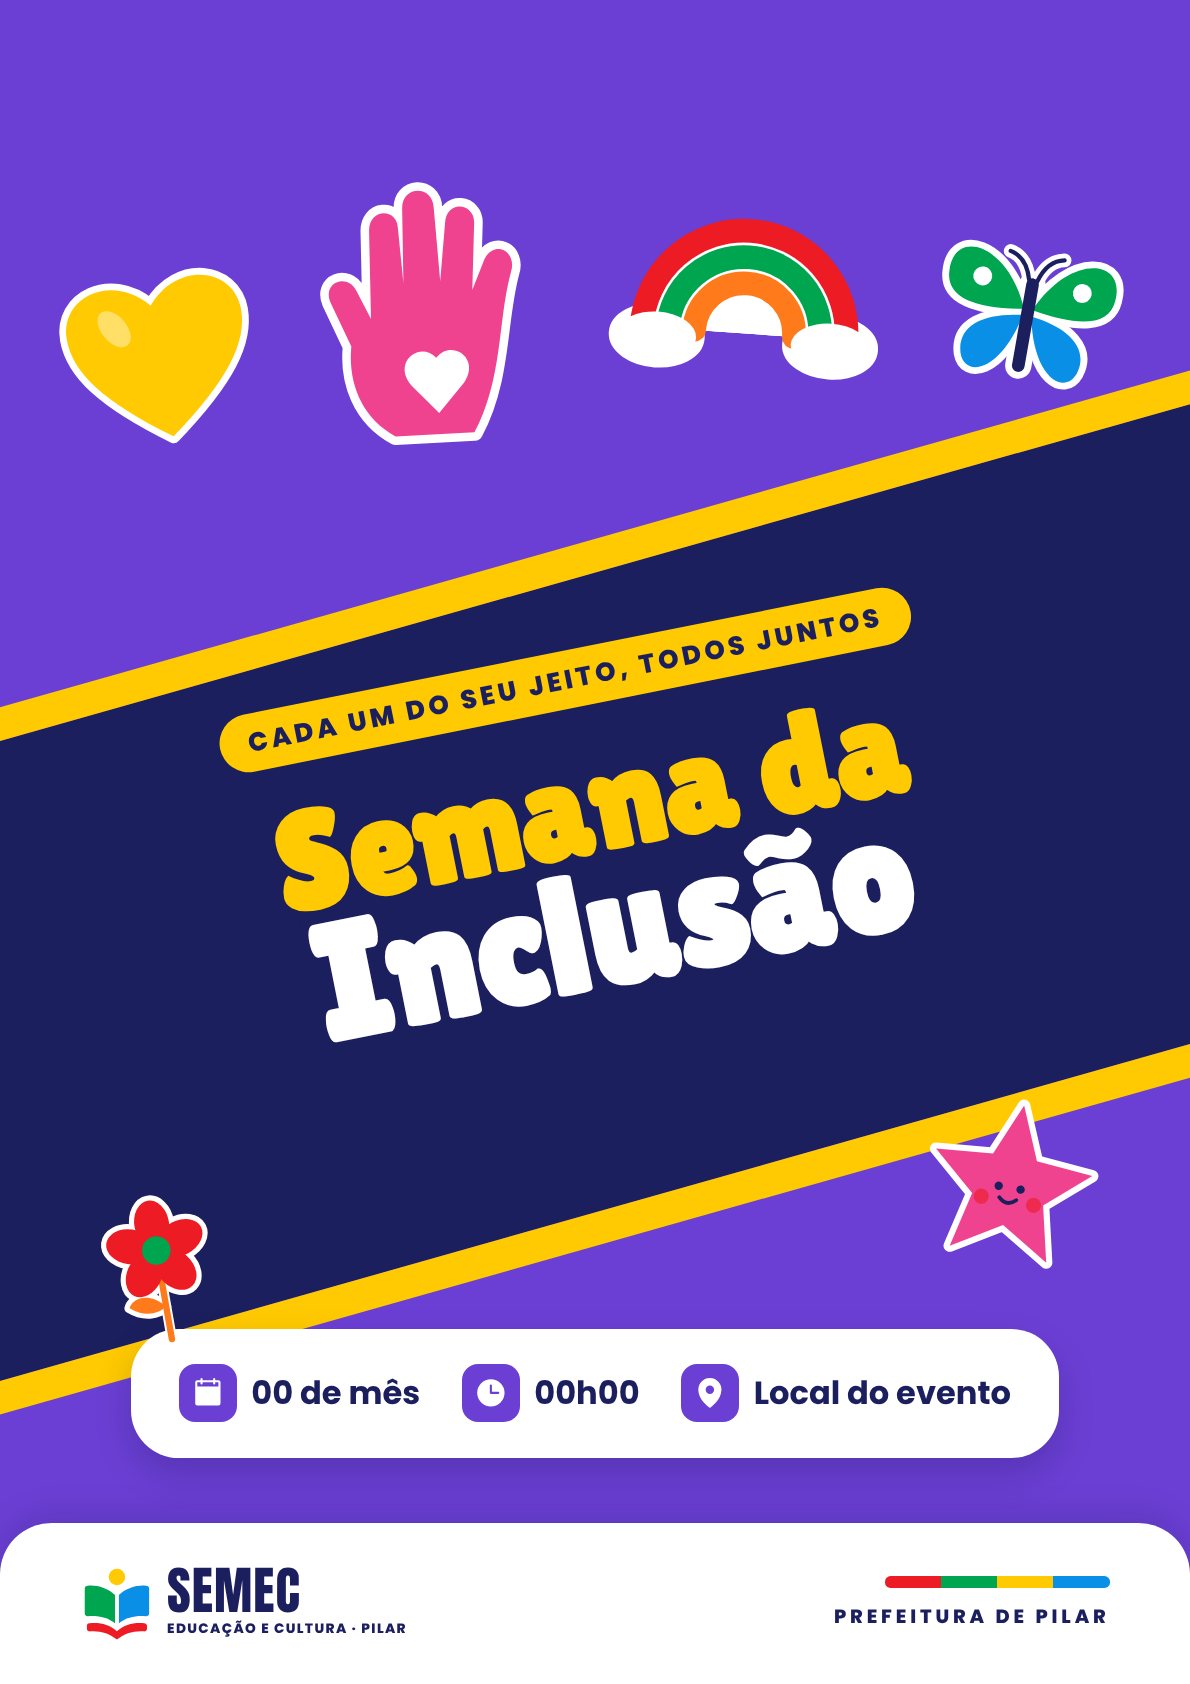 CADA UM DO SEU JEITO, TODOS JUNTOS
Semana da
Inclusão
00 de mês
00h00
Local do evento
SEMEC
EDUCAÇÃO E CULTURA · PILAR
PREFEITURA DE PILAR